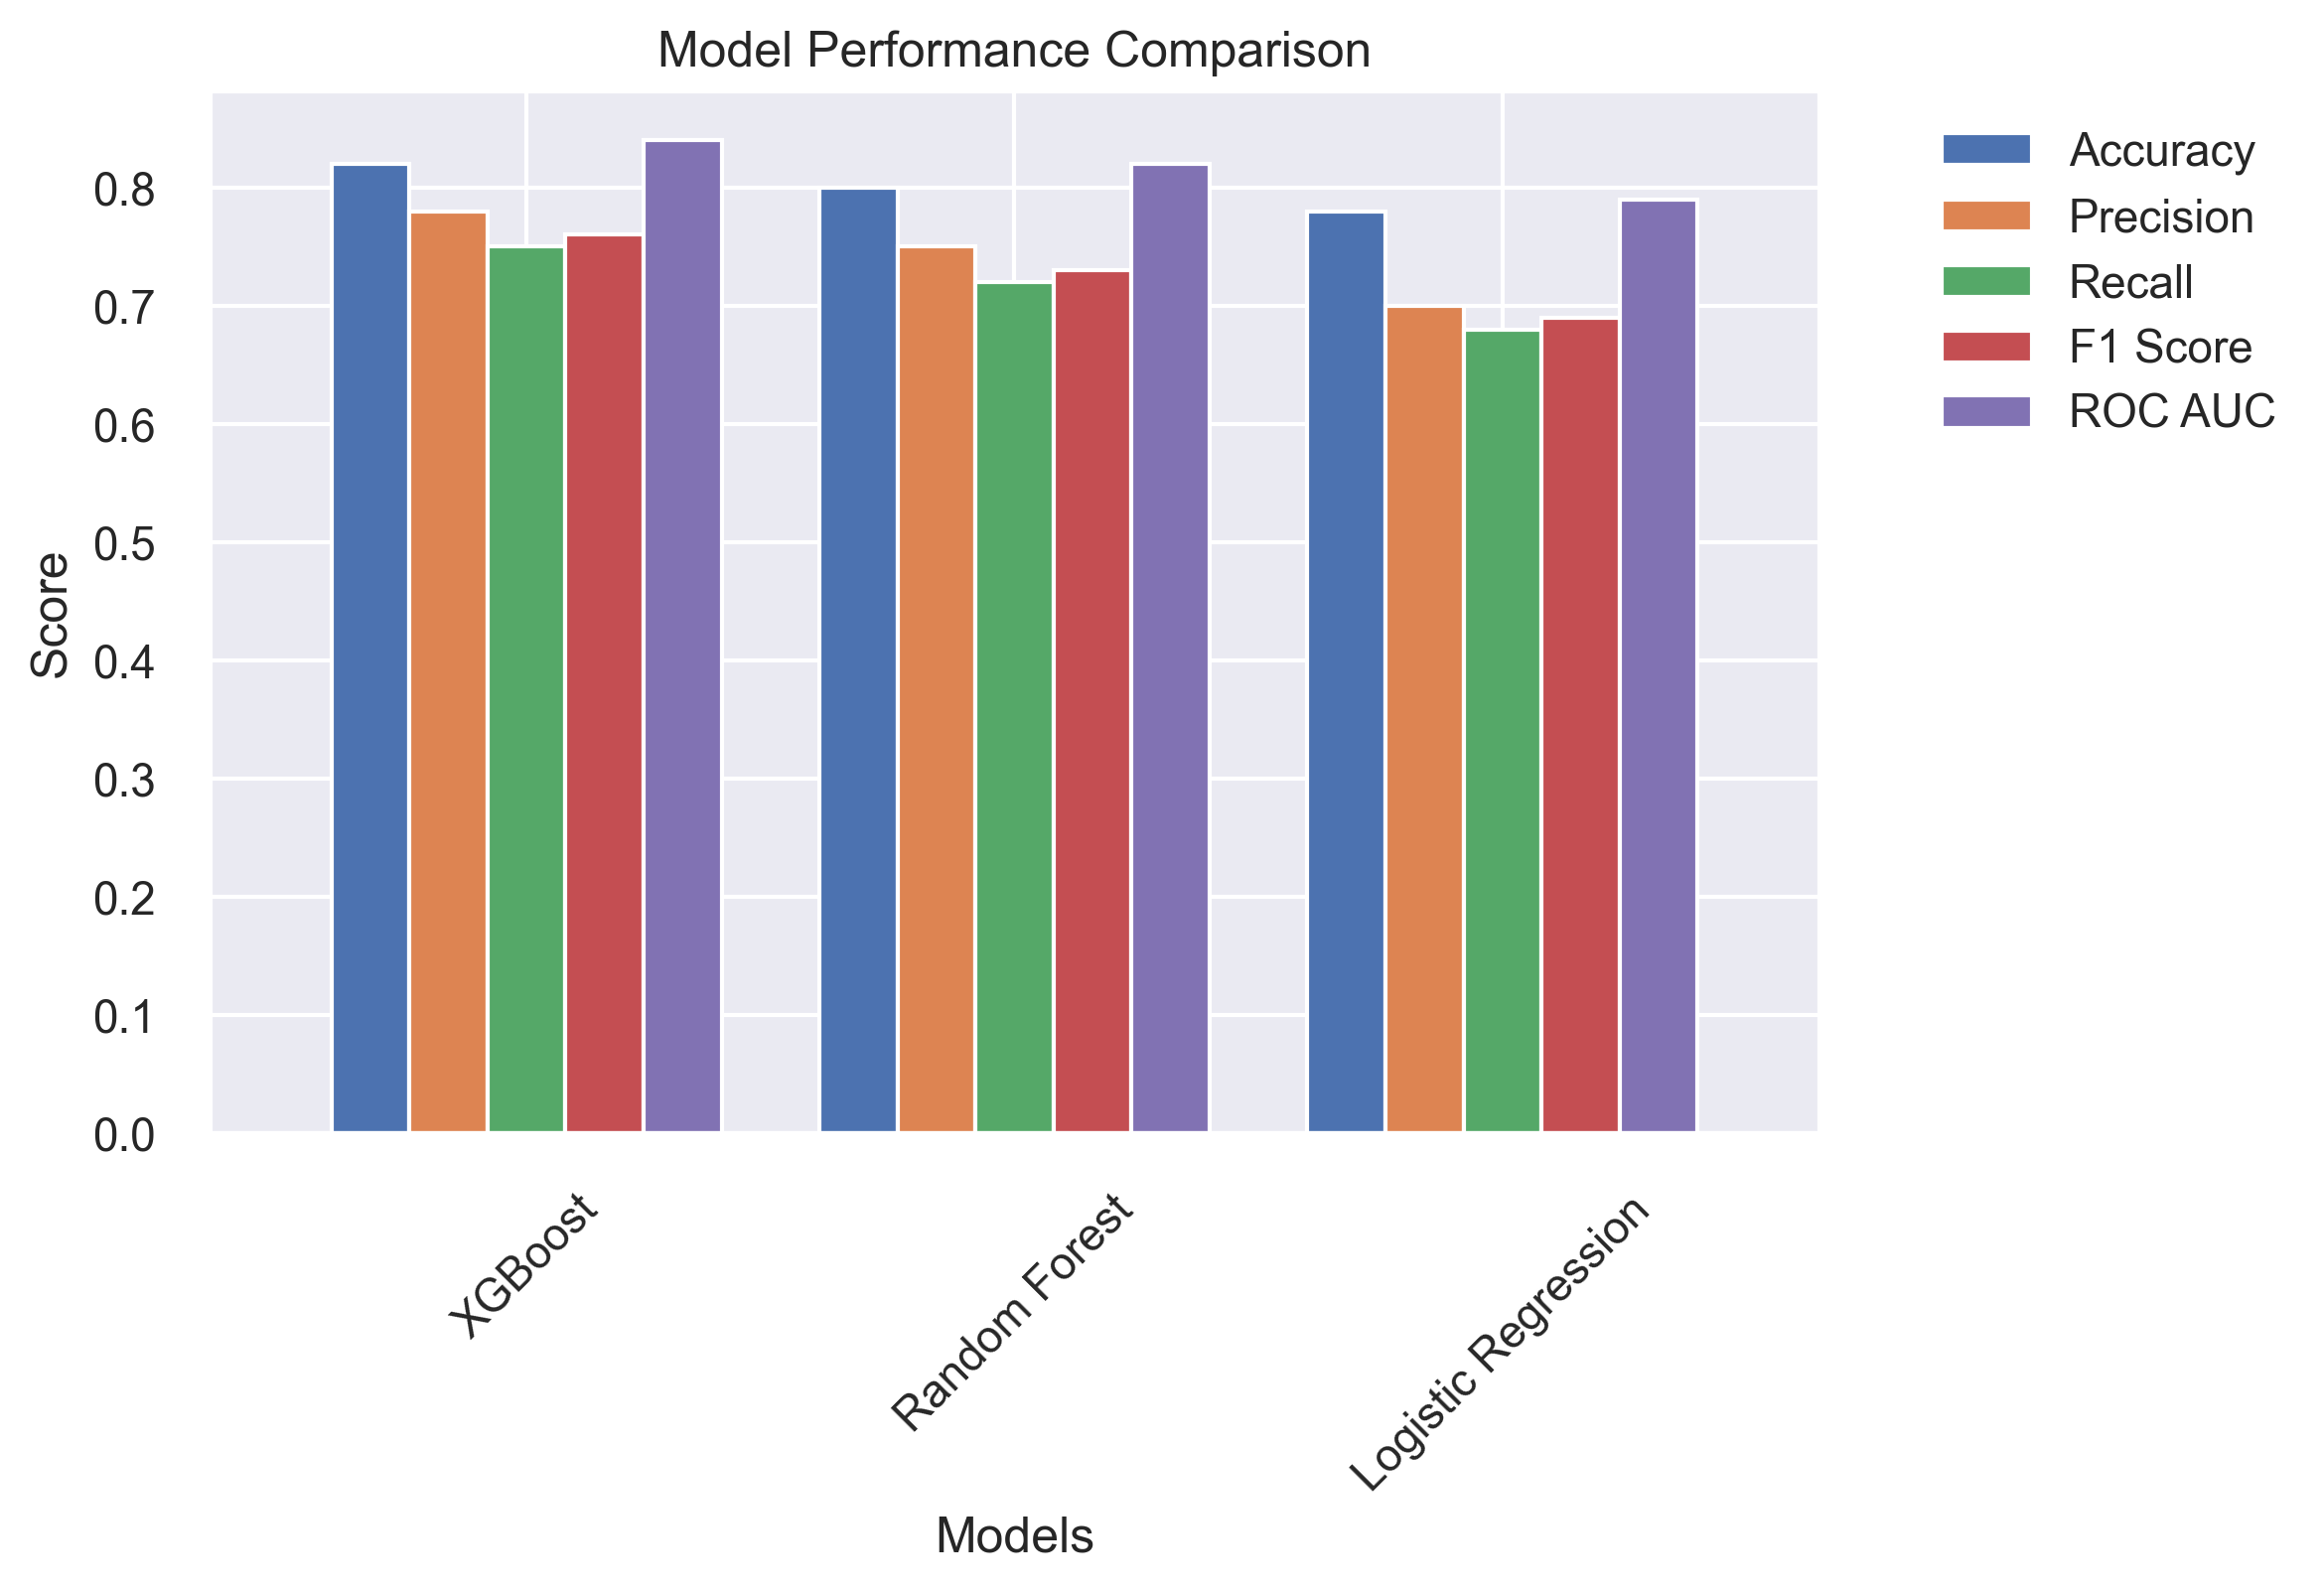 Model Performance Comparison
Accuracy
Precision
Recall
F1 Score
ROC AUC
Score
0.8
0.7
0.6
0.5
0.4
0.3
0.2
0.1
0.0
XGBoost
Random Forest
Logistic Regression
Models